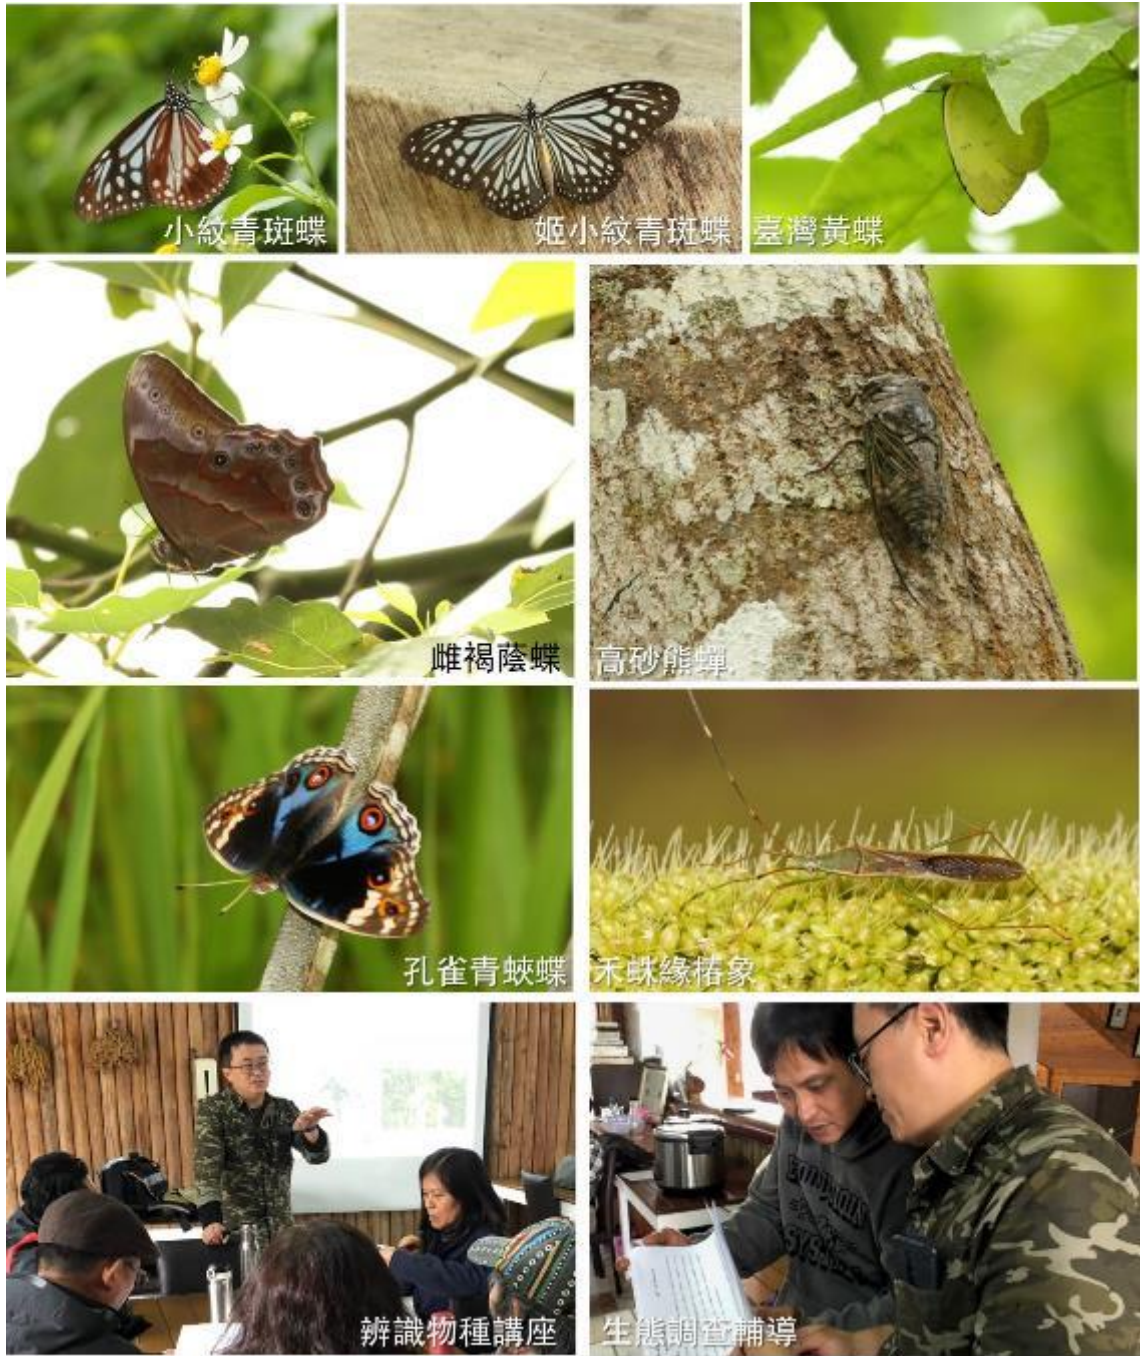 小紋青斑蝶
姬小紋青斑蝶
臺灣黃蝶
雌褐蔭蝶
高砂熊蟬
孔雀青蛺蝶
禾蛛緣椿象
辨識物種講座
生態調查輔導